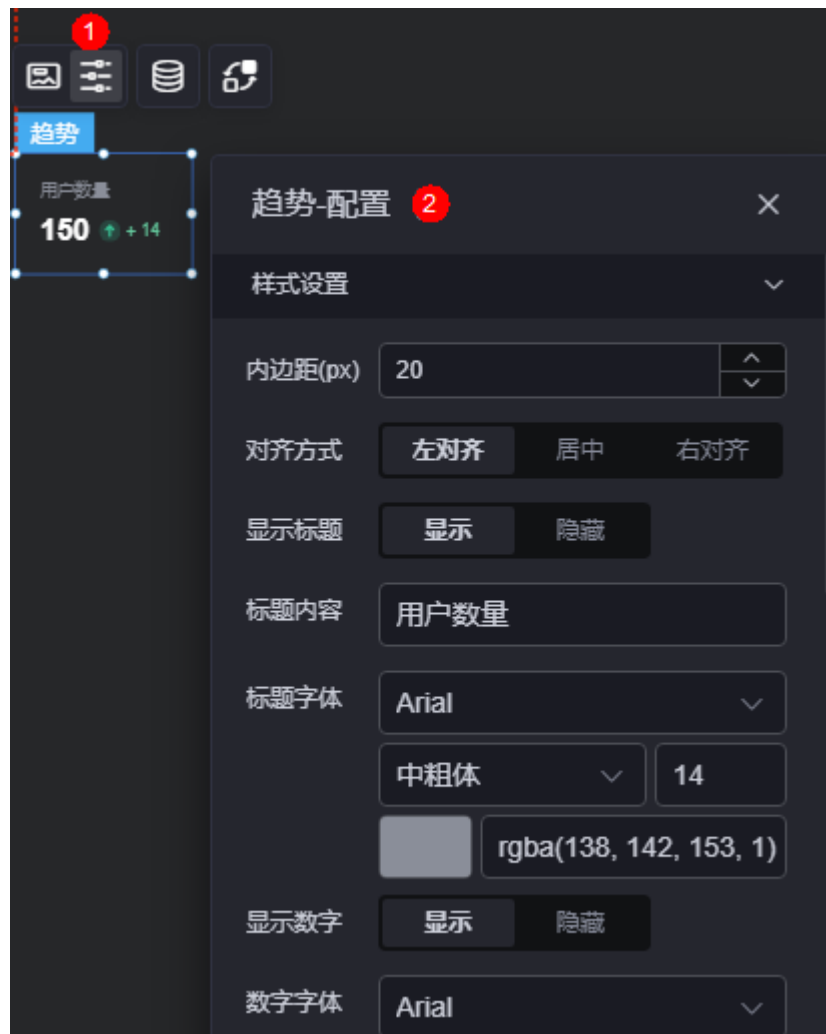 1
趋势
用户数量
150 + 14
趋势-配置 2
样式设置
内边距(px) 20
对齐方式 左对齐 居中 右对齐
显示标题 显示 隐藏
标题内容 用户数量
标题字体 Arial
中粗体 14
rgba(138, 142, 153, 1)
显示数字 显示 隐藏
数字字体 Arial